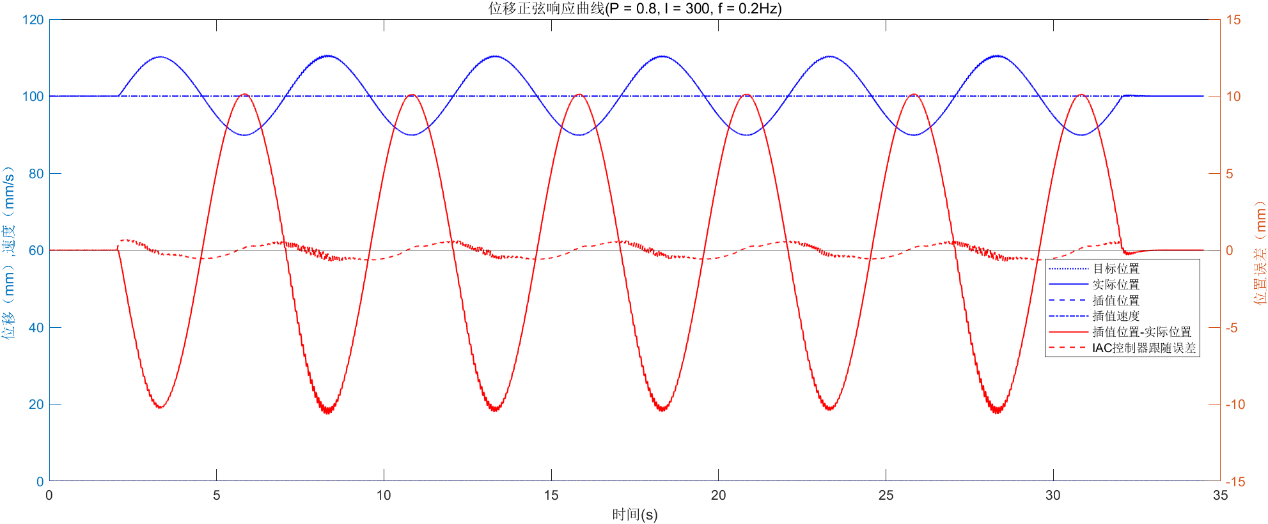 位移正弦响应曲线(P = 0.8, I = 300, f = 0.2Hz)
120
100
80
60
40
20
0
位移（mm）,速度（mm/s）
15
10
5
0
-5
-10
-15
位置误差（mm）
目标位置
实际位置
插值位置
插值速度
插值位置-实际位置
IAC控制器跟随误差
0
5
10
15
20
25
30
35
时间(s)